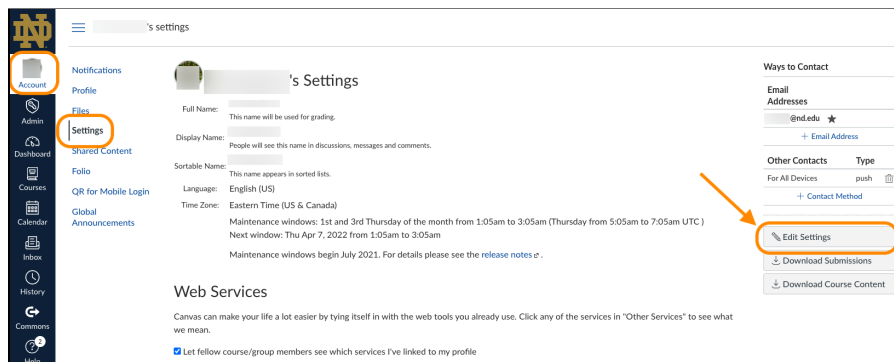 's settings
Account
Admin
Dashboard
Courses
Calendar
Inbox
History
Commons
2
Help
Notifications
Profile
Files
Settings
Shared Content
Folio
QR for Mobile Login
Global
Announcements
's Settings
Full Name:
This name will be used for grading.
Display Name:
People will see this name in discussions, messages and comments.
Sortable Name:
This name appears in sorted lists.
Language: English (US)
Time Zone: Eastern Time (US & Canada)
Maintenance windows: 1st and 3rd Thursday of the month from 1:05am to 3:05am (Thursday from 5:05am to 7:05am UTC )
Next window: Thu Apr 7, 2022 from 1:05am to 3:05am
Maintenance windows begin July 2021. For details please see the release notes .
Web Services
Canvas can make your life a lot easier by tying itself in with the web tools you already use. Click any of the services in "Other Services" to see what
we mean.
Let fellow course/group members see which services I've linked to my profile
Ways to Contact
Email
Addresses
@nd.edu
+ Email Address
Other Contacts Type
For All Devices push
+ Contact Method
Edit Settings
Download Submissions
Download Course Content